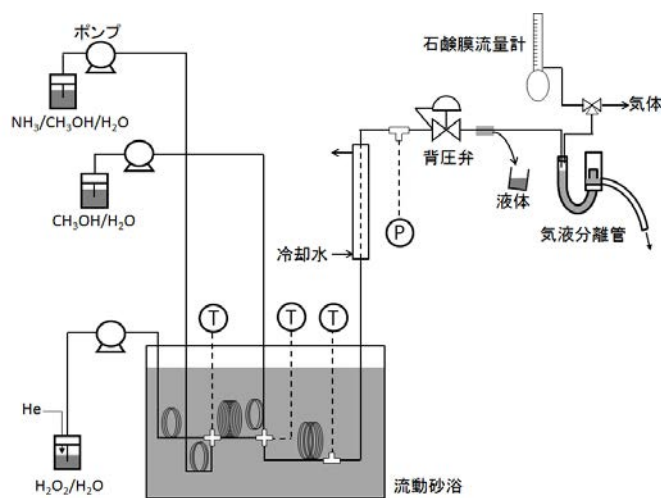 ポンプ
石鹸膜流量計
気体
NH₃/CH₃OH/H₂O
背圧弁
液体
CH₃OH/H₂O
P
気液分離管
冷却水
T
T
T
He
H₂O₂/H₂O
流動砂浴